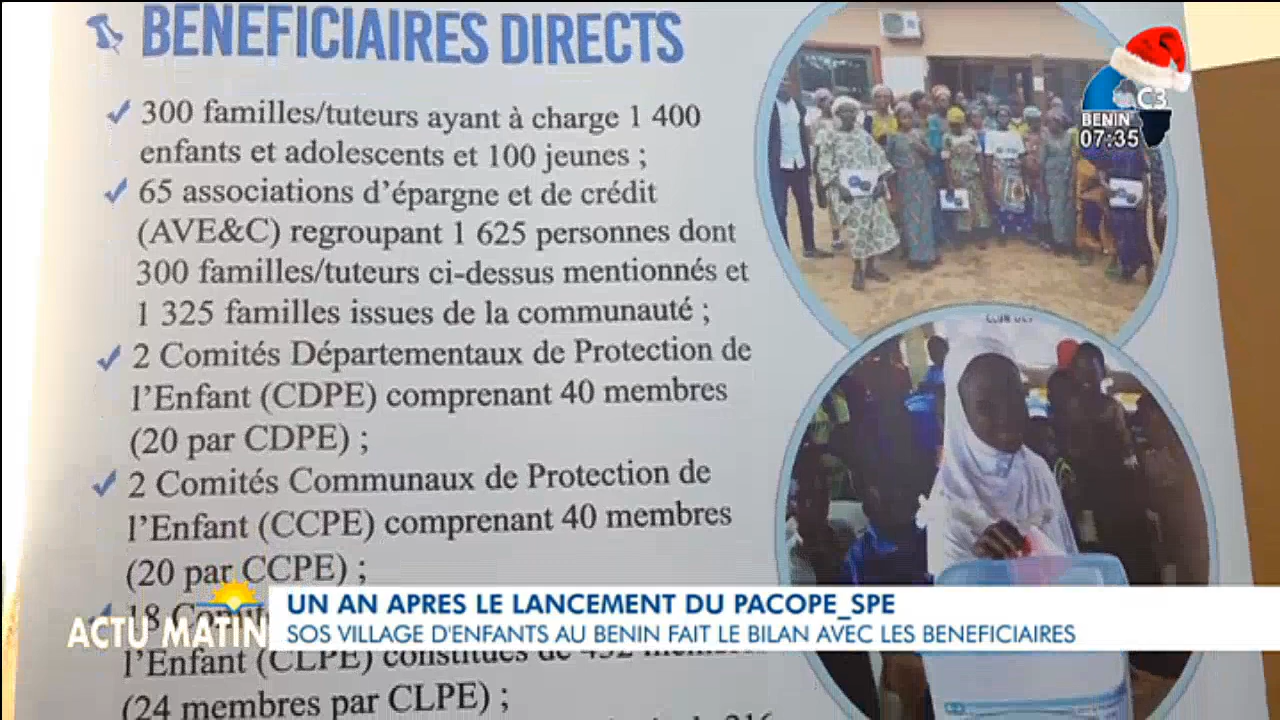 BENEFICIAIRES DIRECTS
300 familles/tuteurs ayant à charge 1 400
enfants et adolescents et 100 jeunes ;
65 associations d'épargne et de crédit
(AVE&C) regroupant 1 625 personnes dont
300 familles/tuteurs ci-dessus mentionnés et
1 325 familles issues de la communauté ;
2 Comités Départementaux de Protection de
l'Enfant (CDPE) comprenant 40 membres
(20 par CDPE) ;
2 Comités Communaux de Protection de
l'Enfant (CCPE) comprenant 40 membres
(20 par CCPE) ;
18
l'Enfant (CLPE) constitués de
(24 membres par CLPE) ;
C3
BENIN
07:35
ACTU MATIN
UN AN APRES LE LANCEMENT DU PACOPE_SPE
SOS VILLAGE D'ENFANTS AU BENIN FAIT LE BILAN AVEC LES BENEFICIAIRES